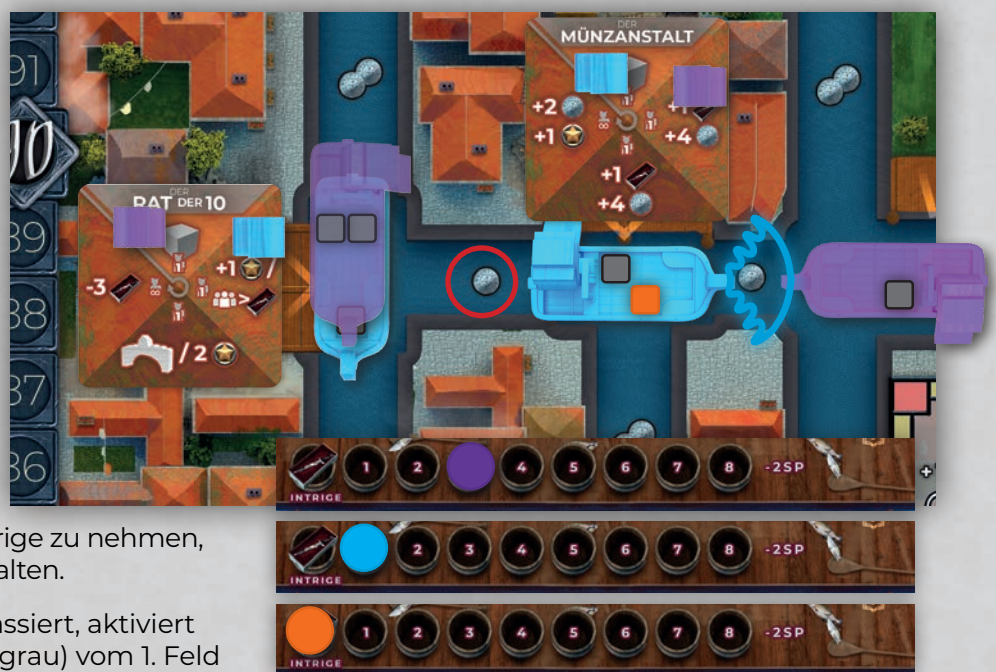 91
90
89
88
87
86
DER
MÜNZANSTALT
+2
+1
+1
+4
+1
+4
DER
RAT DER 10
-3
+1 /
>
/ 2
1 2 4 5 6 7 8 -2SP
INTRIGE
1 2 3 4 5 6 7 8 -2SP
INTRIGE
1 2 3 4 5 6 7 8 -2SP
INTRIGE
rige zu nehmen,
alten.
ssiert, aktiviert
grau) vom 1. Feld